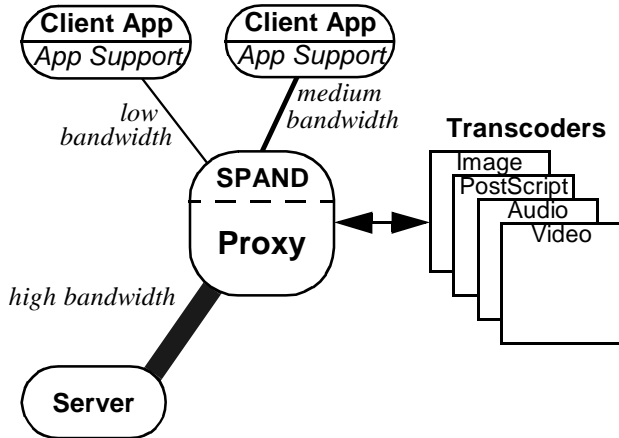 Client App
App Support
Client App
App Support
low
bandwidth
medium
bandwidth
Transcoders
Image
PostScript
Audio
Video
SPAND
Proxy
high bandwidth
Server